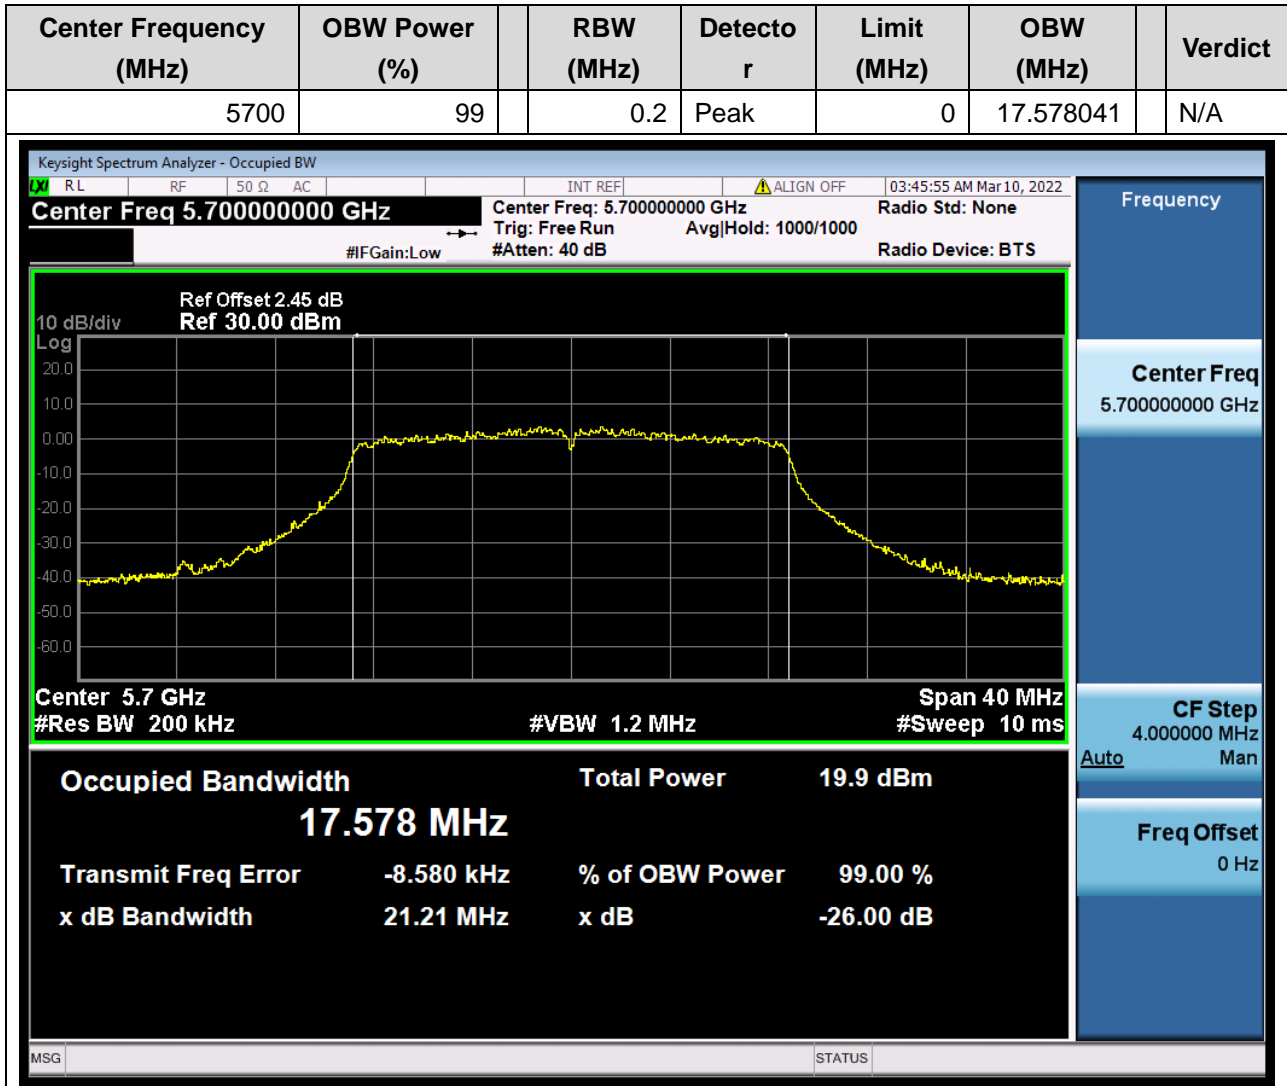 Center Frequency (MHz) OBW Power (%) RBW (MHz) Detecto r Limit (MHz) OBW (MHz) Verdict
5700 99 0.2 Peak 0 17.578041 N/A
Keysight Spectrum Analyzer - Occupied BW
LXI RL RF 50 Ω AC INT REF ALIGN OFF 03:45:55 AM Mar 10, 2022
Center Freq 5.700000000 GHz Center Freq: 5.700000000 GHz Radio Std: None
Trig: Free Run Avg|Hold: 1000/1000
#IFGain:Low #Atten: 40 dB Radio Device: BTS
Ref Offset 2.45 dB
10 dB/div Ref 30.00 dBm
Log
20.0
10.0
0.00
-10.0
-20.0
-30.0
-40.0
-50.0
-60.0
Center 5.7 GHz Span 40 MHz
#Res BW 200 kHz #VBW 1.2 MHz #Sweep 10 ms
Occupied Bandwidth Total Power 19.9 dBm
17.578 MHz
Transmit Freq Error -8.580 kHz % of OBW Power 99.00 %
x dB Bandwidth 21.21 MHz x dB -26.00 dB
MSG STATUS
Frequency
Center Freq
5.700000000 GHz
CF Step
4.000000 MHz
Auto Man
Freq Offset
0 Hz